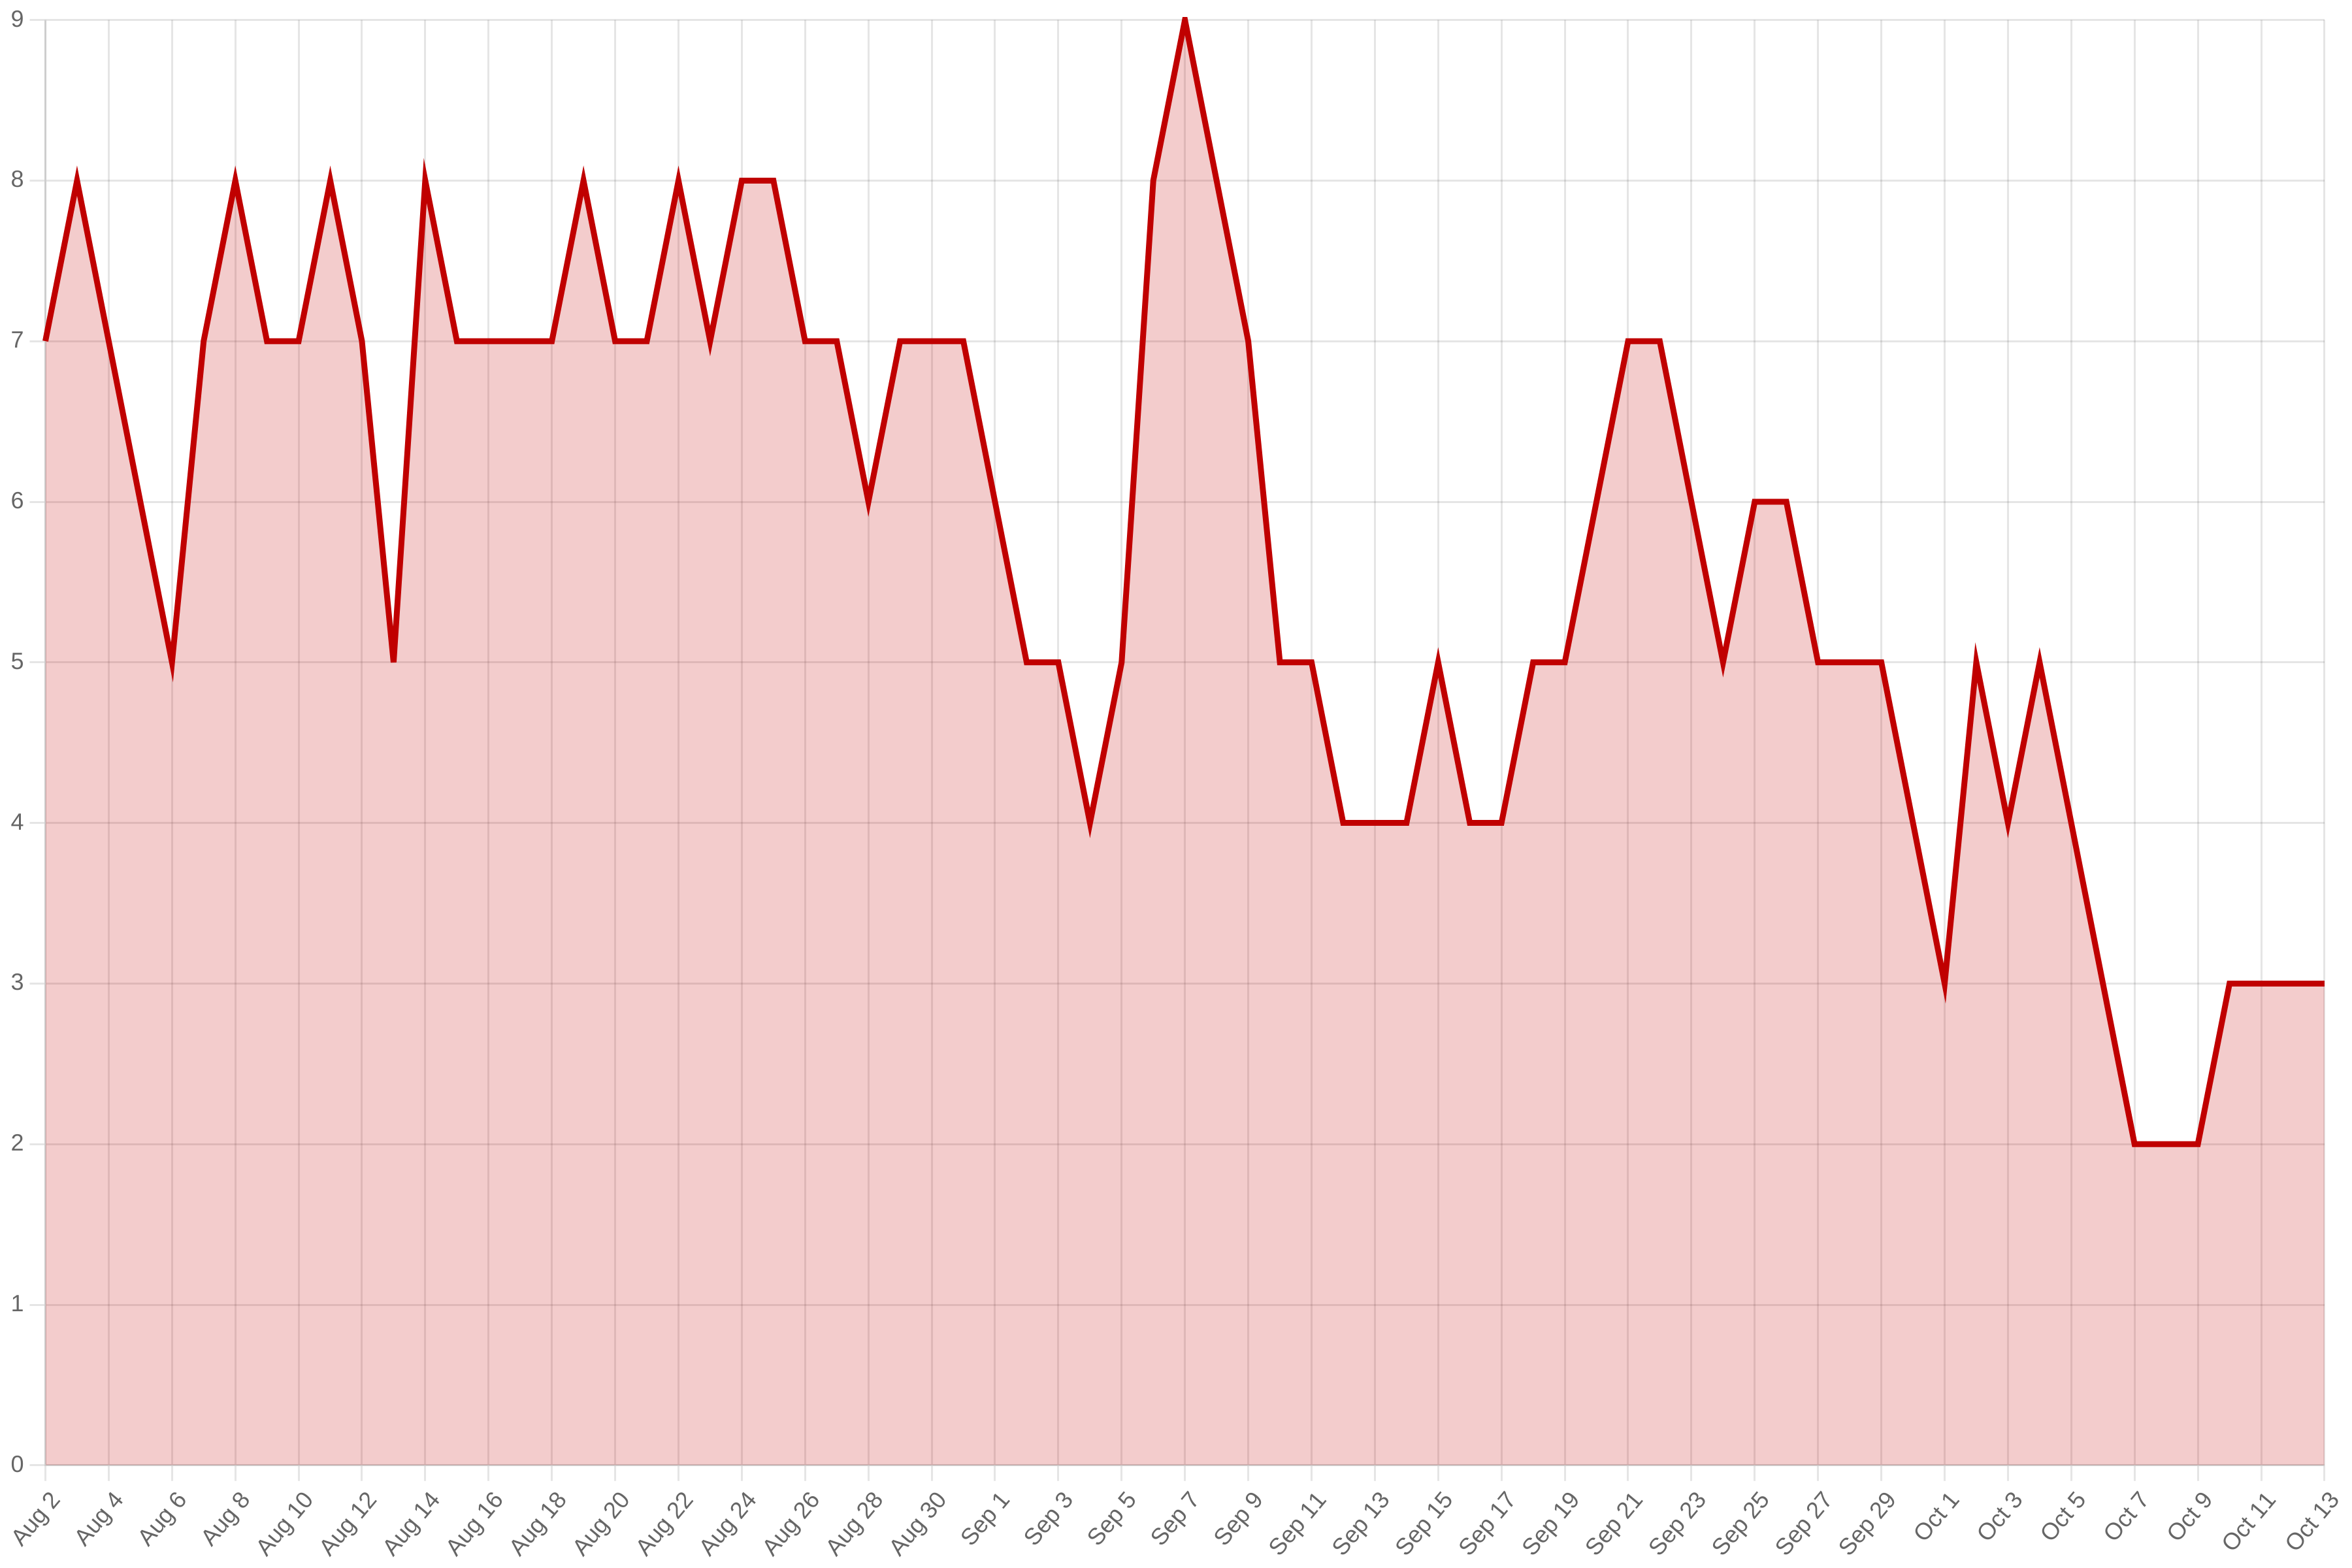 9
8
7
6
5
4
3
2
1
0
Aug 2
Aug 4
Aug 6
Aug 8
Aug 10
Aug 12
Aug 14
Aug 16
Aug 18
Aug 20
Aug 22
Aug 24
Aug 26
Aug 28
Aug 30
Sep 1
Sep 3
Sep 5
Sep 7
Sep 9
Sep 11
Sep 13
Sep 15
Sep 17
Sep 19
Sep 21
Sep 23
Sep 25
Sep 27
Sep 29
Oct 1
Oct 3
Oct 5
Oct 7
Oct 9
Oct 11
Oct 13